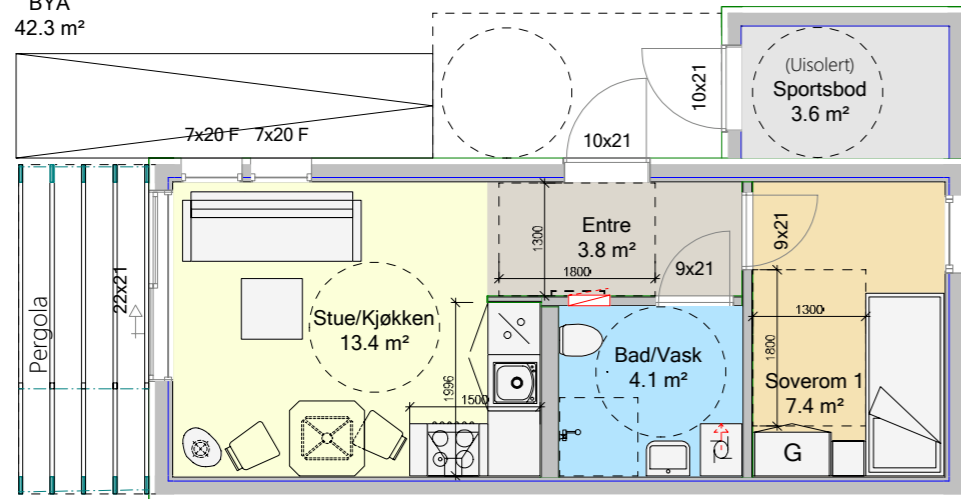 BYA
42.3 m²
7x20 F
7x20 F
10x21
10x21
(Uisolert)
Sportsbod
3.6 m²
Pergola
22x21
Stue/Kjøkken
13.4 m²
1300
Entre
3.8 m²
1800
9x21
9x21
1996
1500
Bad/Vask
4.1 m²
1300
1800
Soverom 1
7.4 m²
G